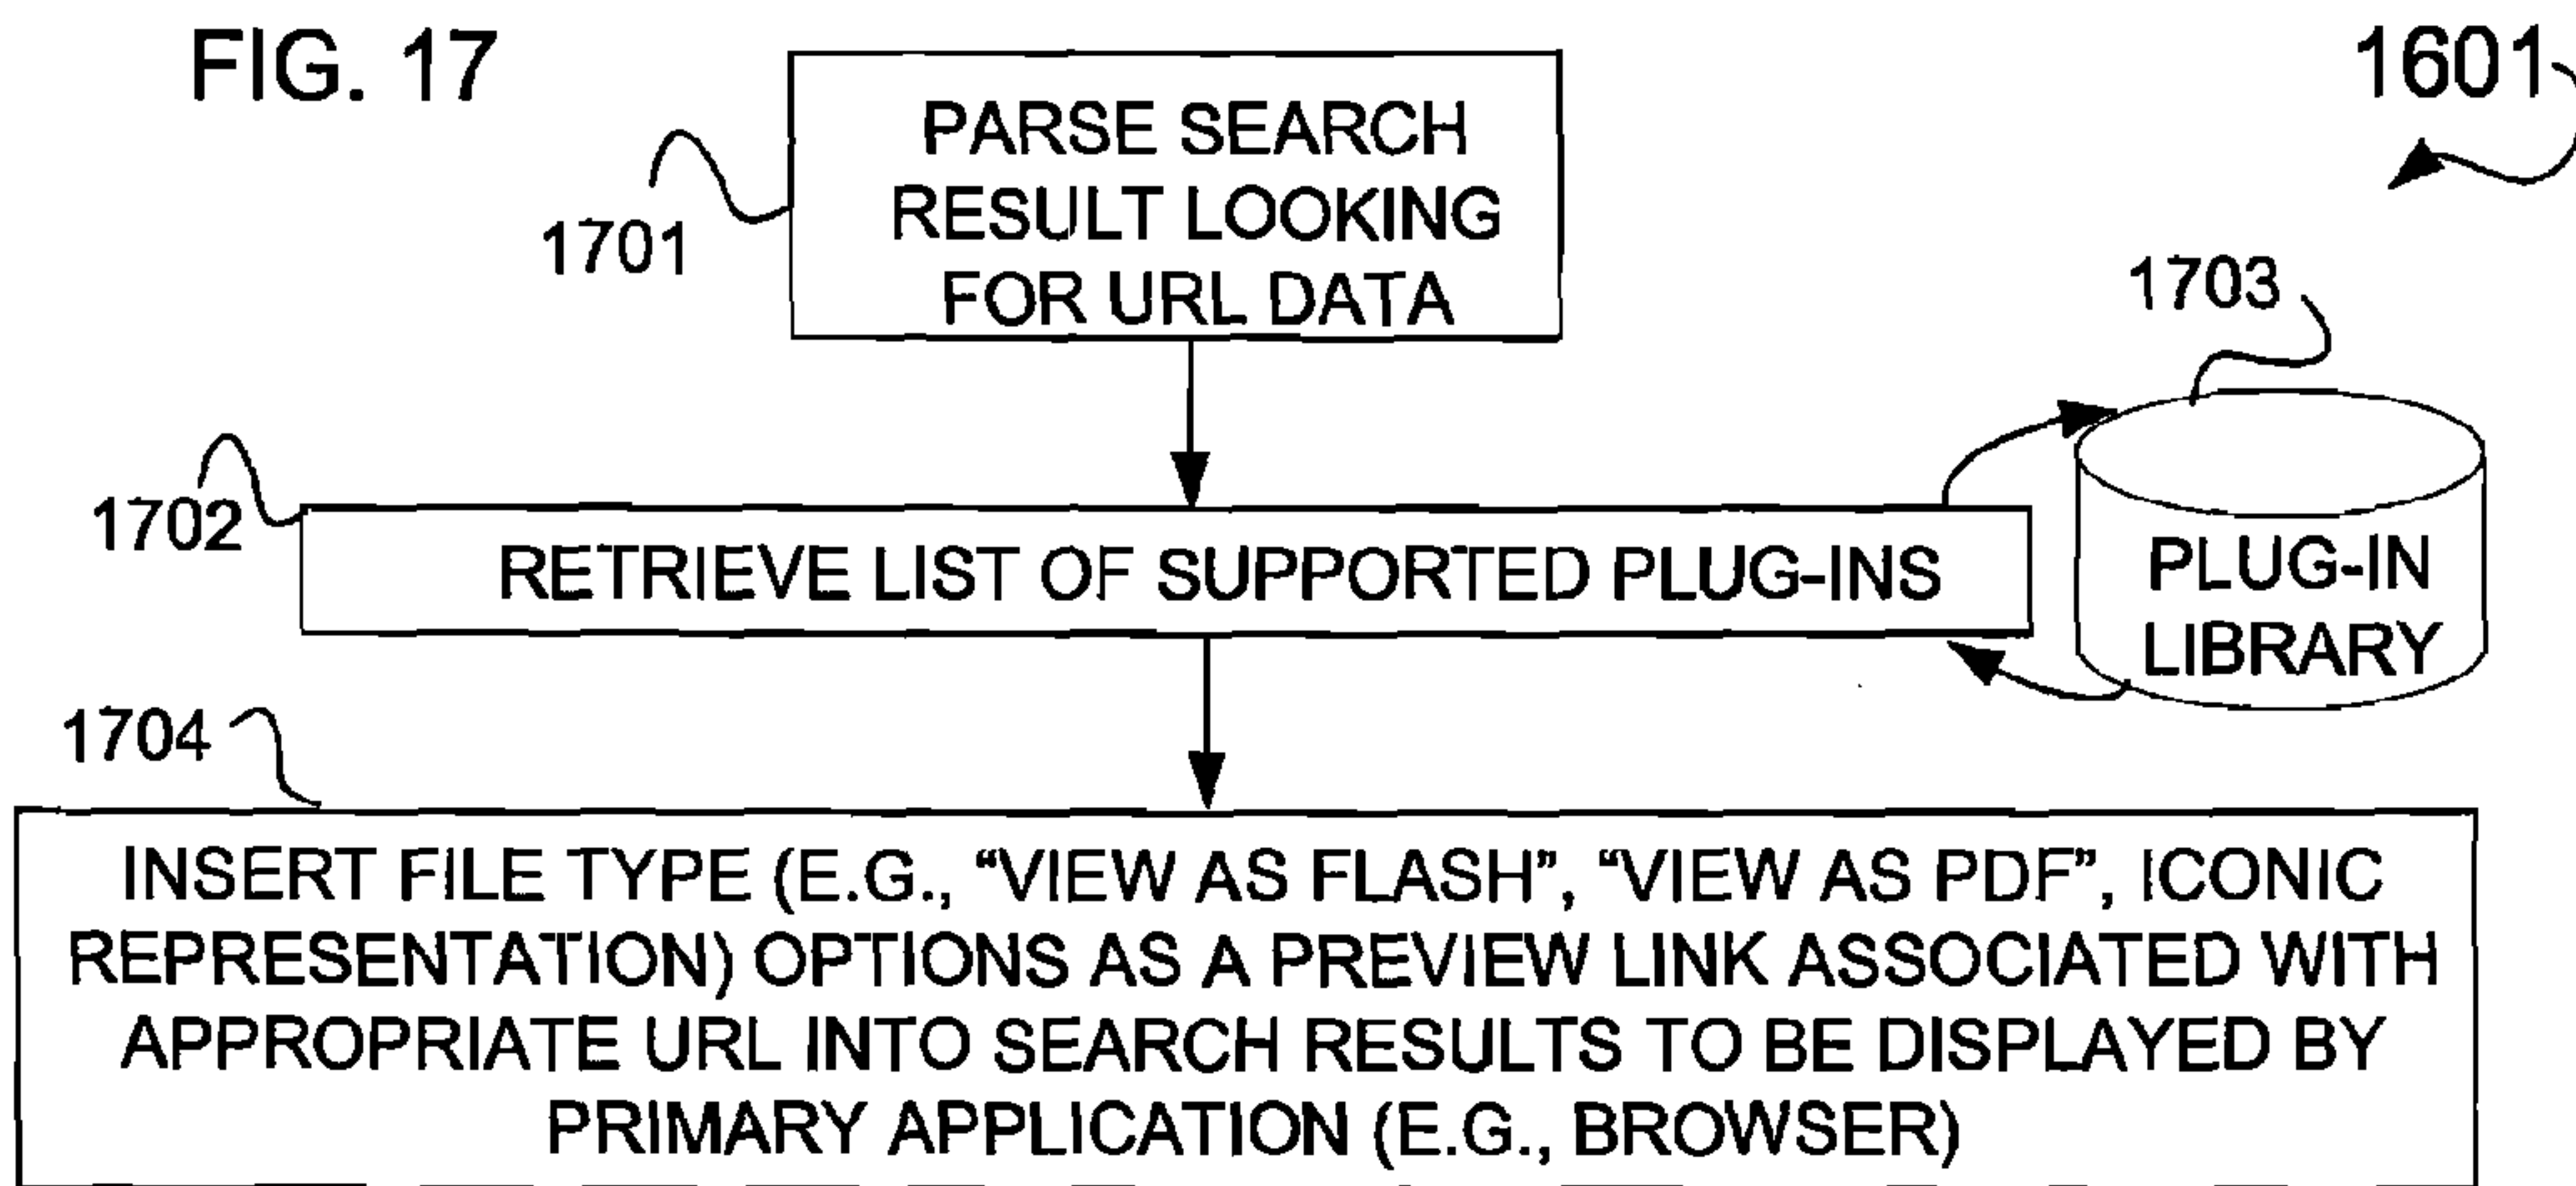 FIG. 17
1601
PARSE SEARCH
RESULT LOOKING
FOR URL DATA
1701
1703
1702
RETRIEVE LIST OF SUPPORTED PLUG-INS
PLUG-IN
LIBRARY
1704
INSERT FILE TYPE (E.G., “VIEW AS FLASH”, “VIEW AS PDF”, ICONIC
REPRESENTATION) OPTIONS AS A PREVIEW LINK ASSOCIATED WITH
APPROPRIATE URL INTO SEARCH RESULTS TO BE DISPLAYED BY
PRIMARY APPLICATION (E.G., BROWSER)